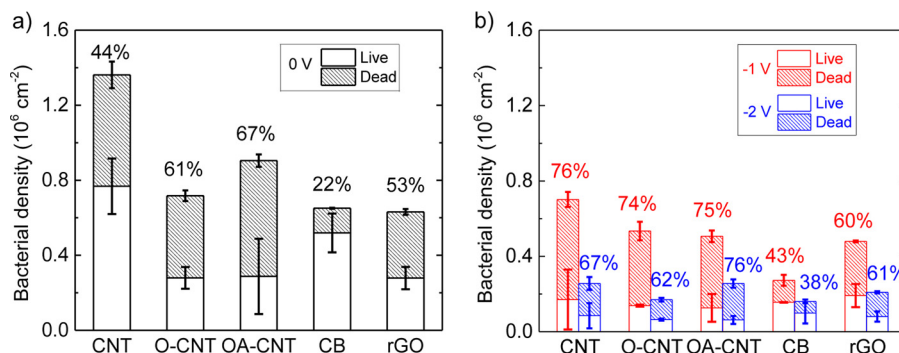 a)
Bacterial density (10⁶ cm⁻²)
1.6
1.2
0.8
0.4
0.0
0 V
Live
Dead
44%
61%
67%
22%
53%
CNT O-CNT OA-CNT CB rGO
b)
Bacterial density (10⁶ cm⁻²)
1.6
1.2
0.8
0.4
0.0
-1 V
Live
Dead
-2 V
Live
Dead
76%
67%
74%
62%
75%
76%
43%
38%
60%
61%
CNT O-CNT OA-CNT CB rGO